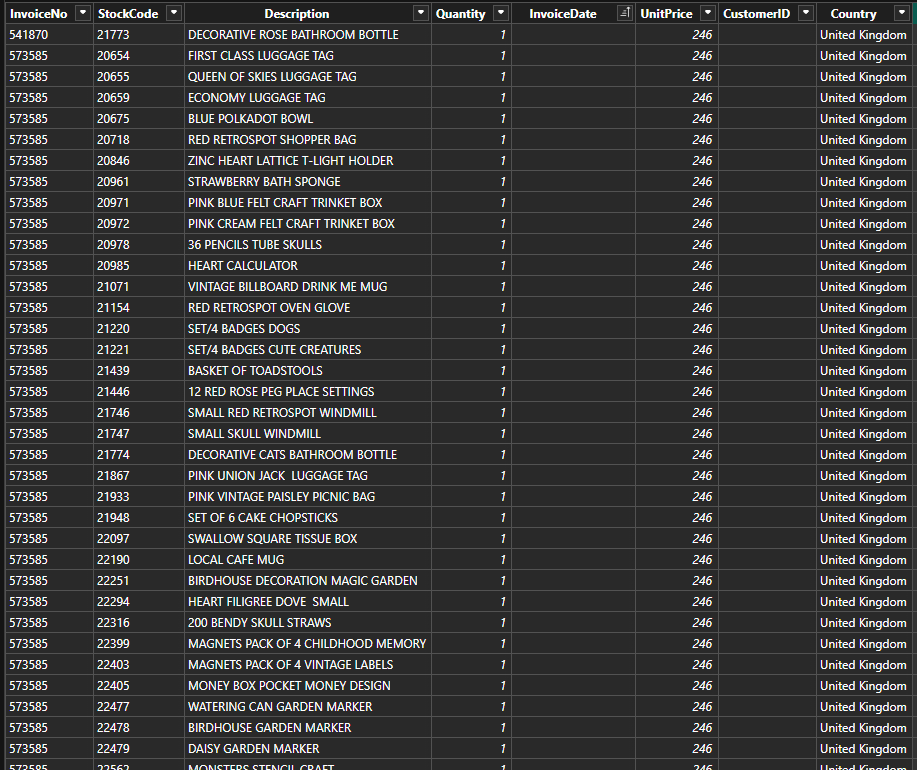 InvoiceNo StockCode Description Quantity InvoiceDate UnitPrice CustomerID Country
541870 21773 DECORATIVE ROSE BATHROOM BOTTLE 1 246 United Kingdom
573585 20654 FIRST CLASS LUGGAGE TAG 1 246 United Kingdom
573585 20655 QUEEN OF SKIES LUGGAGE TAG 1 246 United Kingdom
573585 20659 ECONOMY LUGGAGE TAG 1 246 United Kingdom
573585 20675 BLUE POLKADOT BOWL 1 246 United Kingdom
573585 20718 RED RETROSPOT SHOPPER BAG 1 246 United Kingdom
573585 20846 ZINC HEART LATTICE T-LIGHT HOLDER 1 246 United Kingdom
573585 20961 STRAWBERRY BATH SPONGE 1 246 United Kingdom
573585 20971 PINK BLUE FELT CRAFT TRINKET BOX 1 246 United Kingdom
573585 20972 PINK CREAM FELT CRAFT TRINKET BOX 1 246 United Kingdom
573585 20978 36 PENCILS TUBE SKULLS 1 246 United Kingdom
573585 20985 HEART CALCULATOR 1 246 United Kingdom
573585 21071 VINTAGE BILLBOARD DRINK ME MUG 1 246 United Kingdom
573585 21154 RED RETROSPOT OVEN GLOVE 1 246 United Kingdom
573585 21220 SET/4 BADGES DOGS 1 246 United Kingdom
573585 21221 SET/4 BADGES CUTE CREATURES 1 246 United Kingdom
573585 21439 BASKET OF TOADSTOOLS 1 246 United Kingdom
573585 21446 12 RED ROSE PEG PLACE SETTINGS 1 246 United Kingdom
573585 21746 SMALL RED RETROSPOT WINDMILL 1 246 United Kingdom
573585 21747 SMALL SKULL WINDMILL 1 246 United Kingdom
573585 21774 DECORATIVE CATS BATHROOM BOTTLE 1 246 United Kingdom
573585 21867 PINK UNION JACK  LUGGAGE TAG 1 246 United Kingdom
573585 21933 PINK VINTAGE PAISLEY PICNIC BAG 1 246 United Kingdom
573585 21948 SET OF 6 CAKE CHOPSTICKS 1 246 United Kingdom
573585 22097 SWALLOW SQUARE TISSUE BOX 1 246 United Kingdom
573585 22190 LOCAL CAFE MUG 1 246 United Kingdom
573585 22251 BIRDHOUSE DECORATION MAGIC GARDEN 1 246 United Kingdom
573585 22294 HEART FILIGREE DOVE  SMALL 1 246 United Kingdom
573585 22316 200 BENDY SKULL STRAWS 1 246 United Kingdom
573585 22399 MAGNETS PACK OF 4 CHILDHOOD MEMORY 1 246 United Kingdom
573585 22403 MAGNETS PACK OF 4 VINTAGE LABELS 1 246 United Kingdom
573585 22405 MONEY BOX POCKET MONEY DESIGN 1 246 United Kingdom
573585 22477 WATERING CAN GARDEN MARKER 1 246 United Kingdom
573585 22478 BIRDHOUSE GARDEN MARKER 1 246 United Kingdom
573585 22479 DAISY GARDEN MARKER 1 246 United Kingdom
573585 22562 MONSTERS STENCIL CRAFT 1 246 United Kingdom